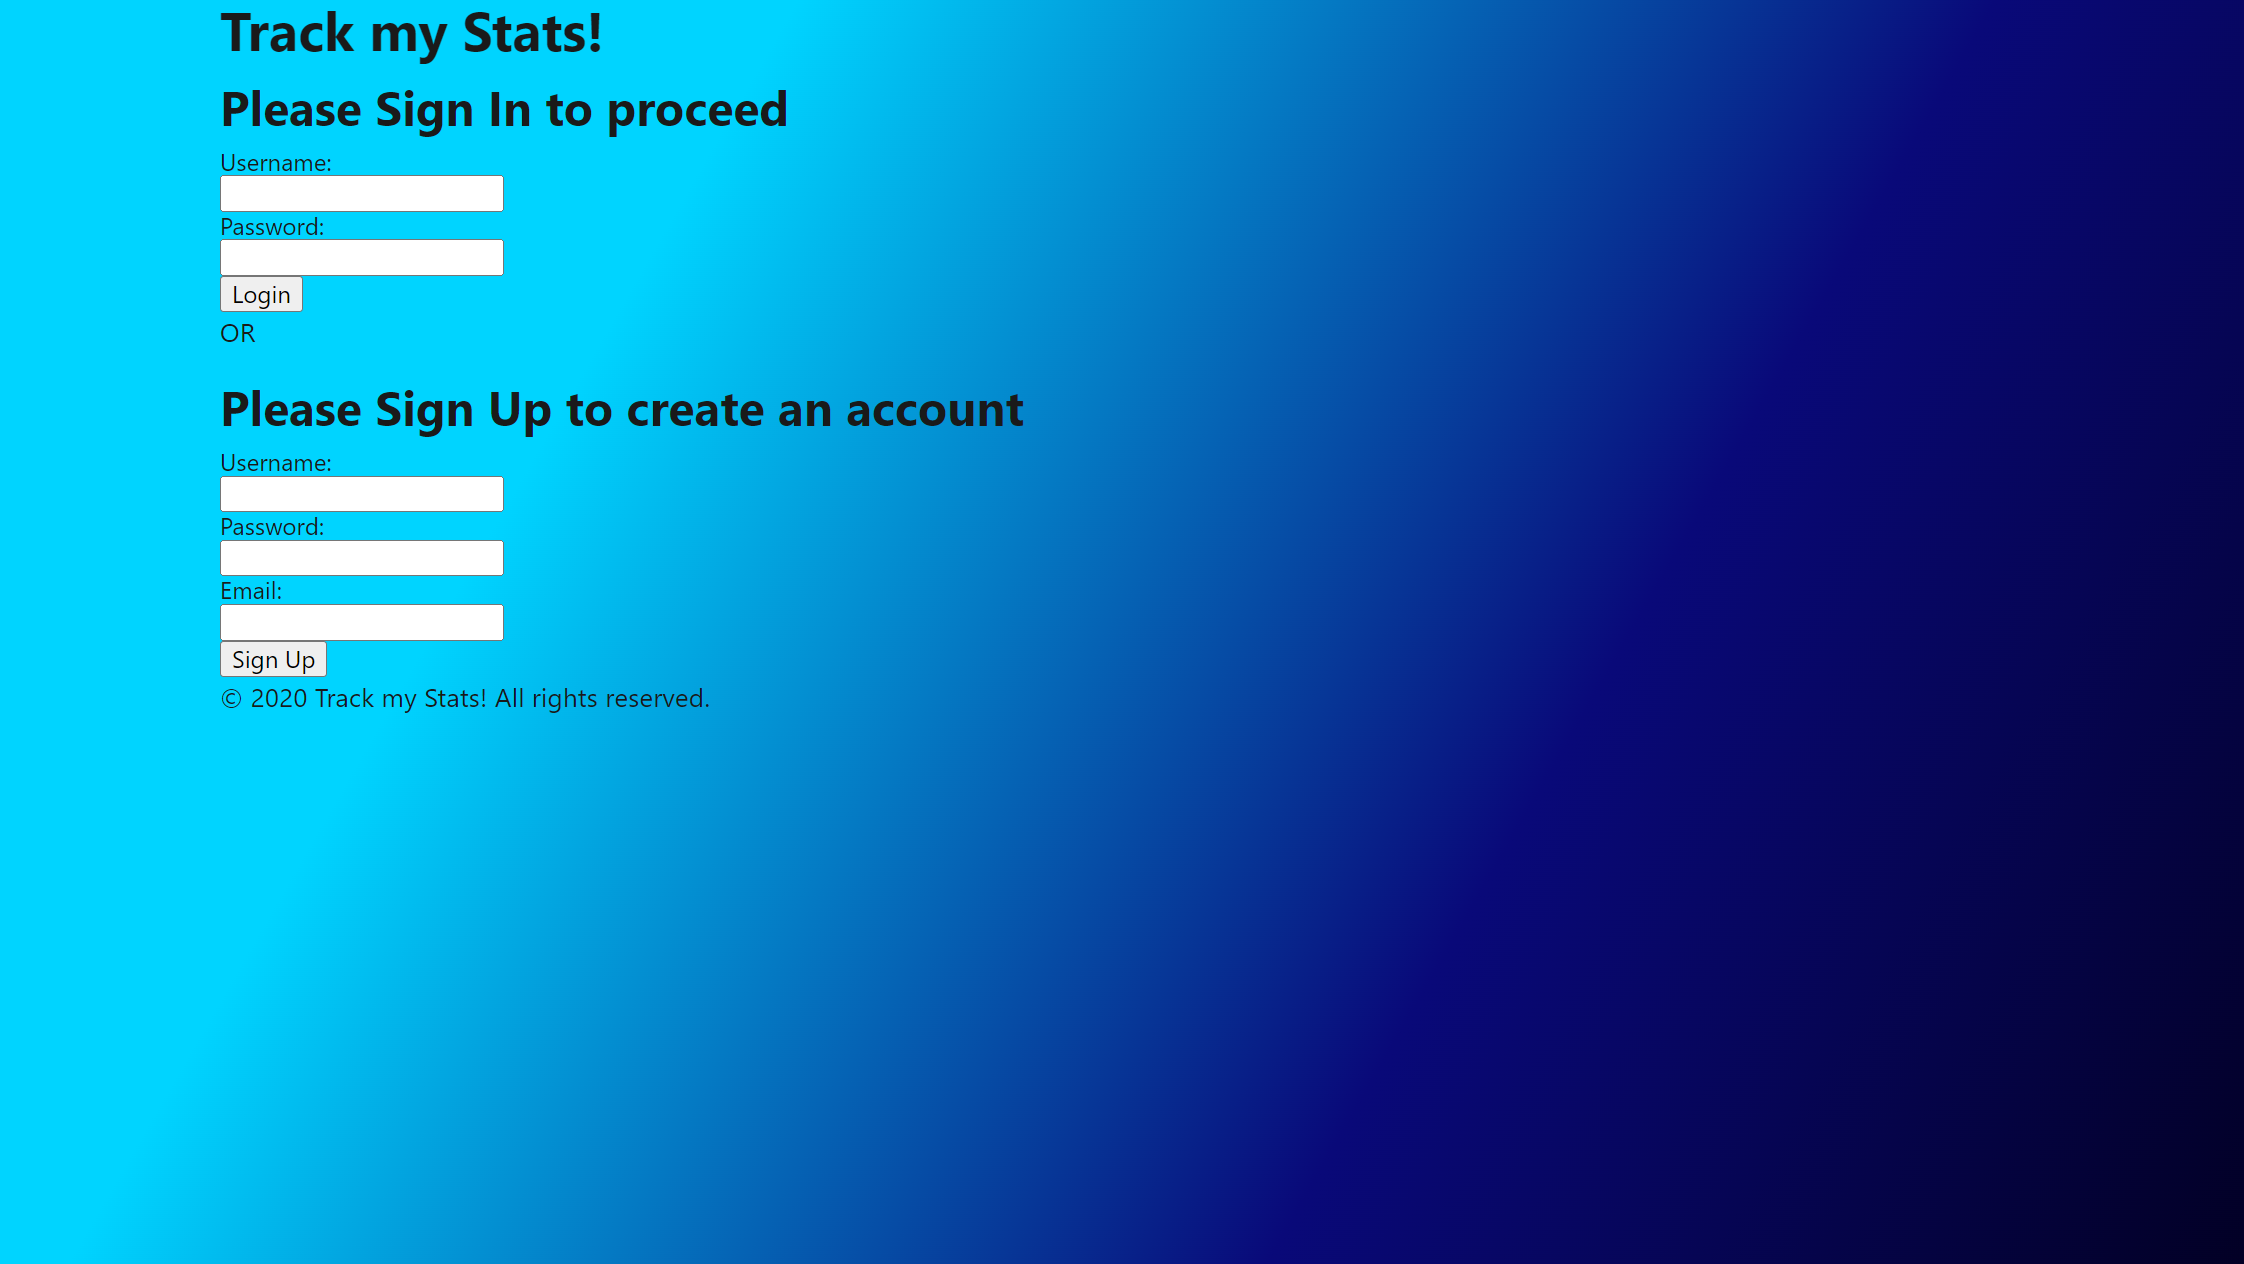 Track my Stats!
Please Sign In to proceed
Username:
Password:
Login
OR
Please Sign Up to create an account
Username:
Password:
Email:
Sign Up
© 2020 Track my Stats! All rights reserved.